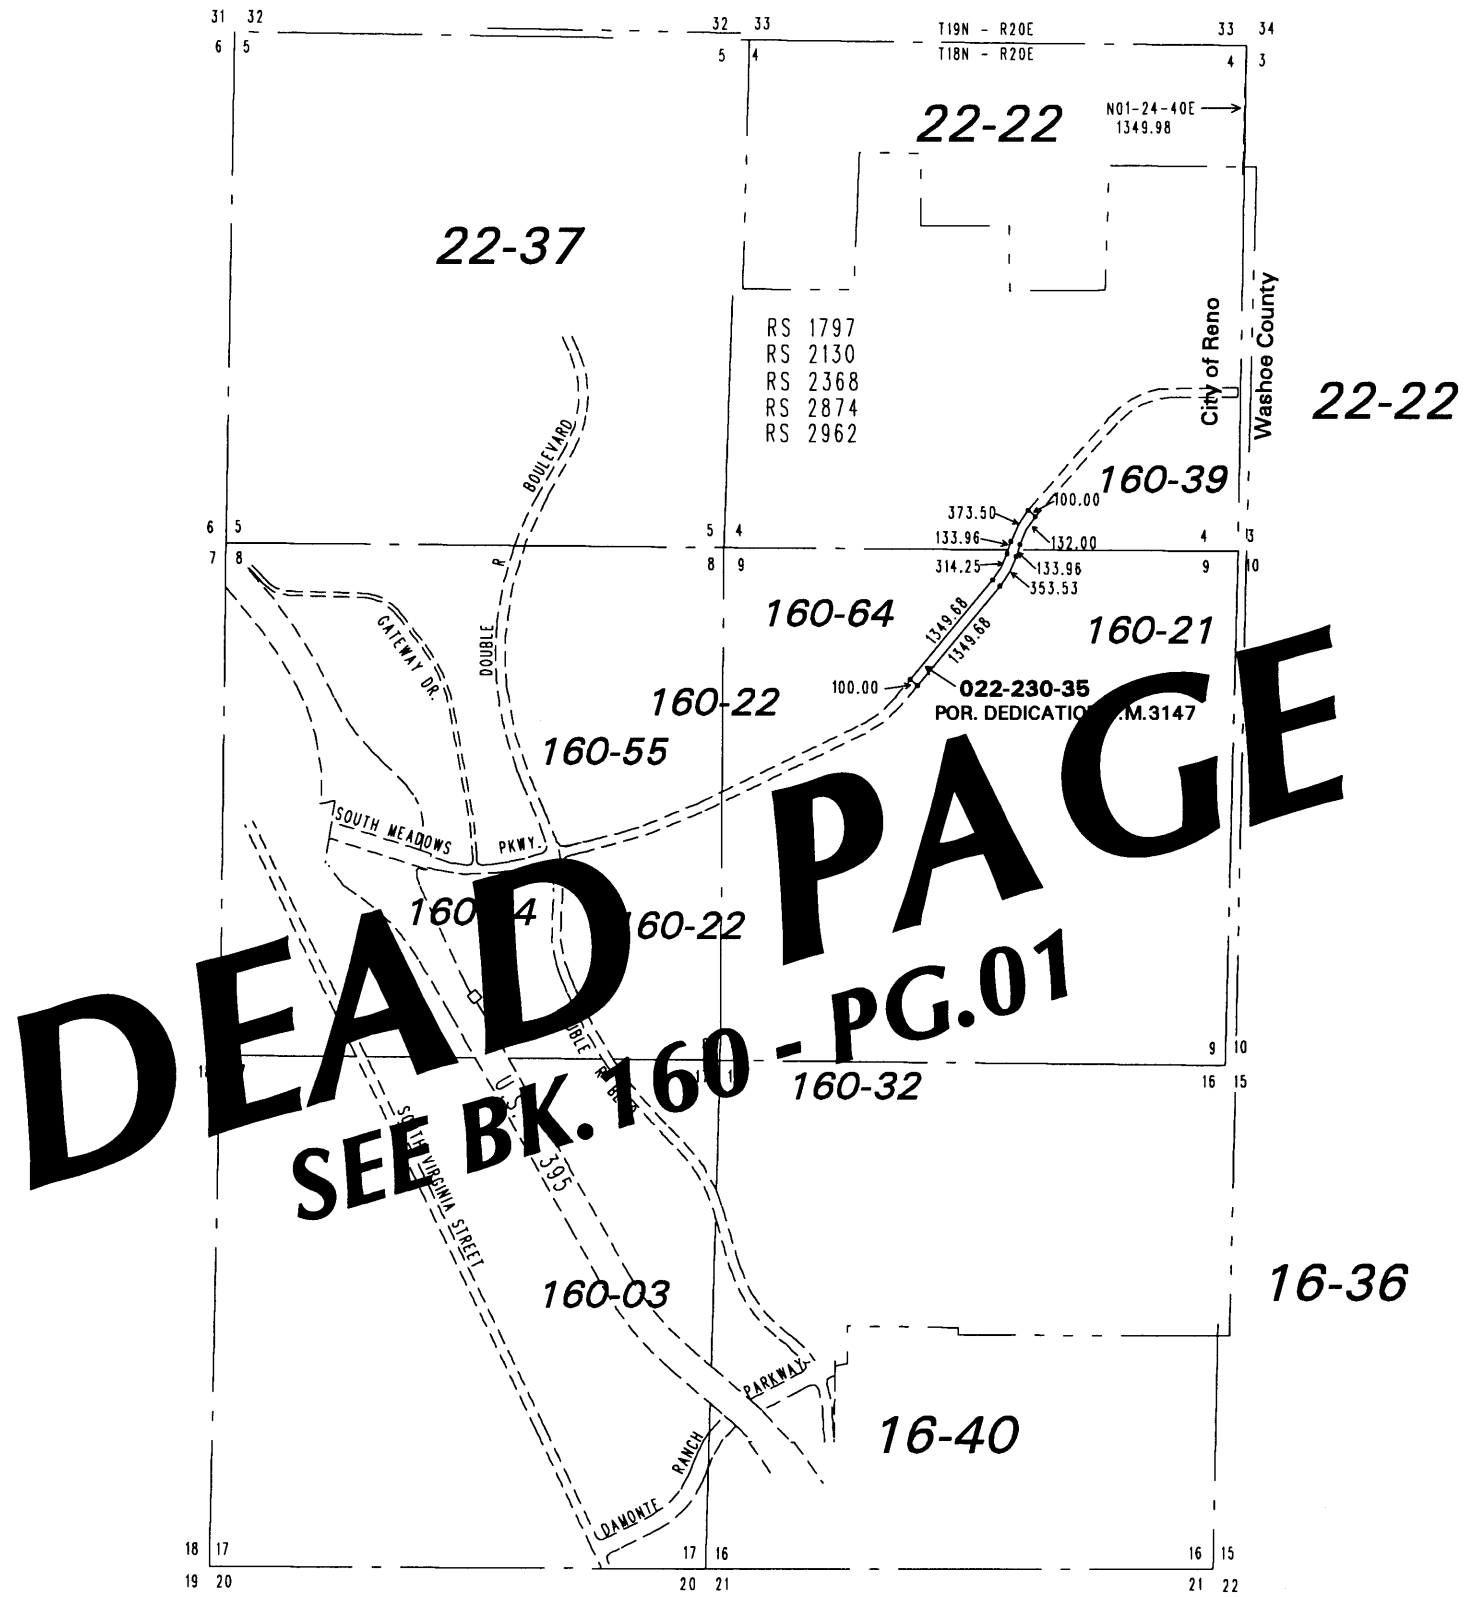 31 32
32 33
T19N - R20E
33 34
6 5
5 4
T18N - R20E
4 3
N01-24-40E
1349.98
22-22
22-37
RS 1797
RS 2130
RS 2368
RS 2874
RS 2962
City of Reno
Washoe County
22-22
BOULEVARD
160-39
100.00
373.50
132.00
133.96
6 5
5 4
4 3
7 8
8 9
9 10
R
314.25
133.96
353.53
160-64
1349.68
1349.68
160-21
GATEWAY DR.
DOUBLE
100.00
022-230-35
160-22
160-55
SOUTH MEADOWS PKWY.
DEAD PAGE
160-22
SEE BK.160 - PG.01
9 10
16 15
160-32
U.S. 395
SOUTH VIRGINIA STREET
160-03
16-36
PARKWAY
16-40
RANCH
DAMONTE
18 17
17 16
16 15
19 20
20 21
21 22